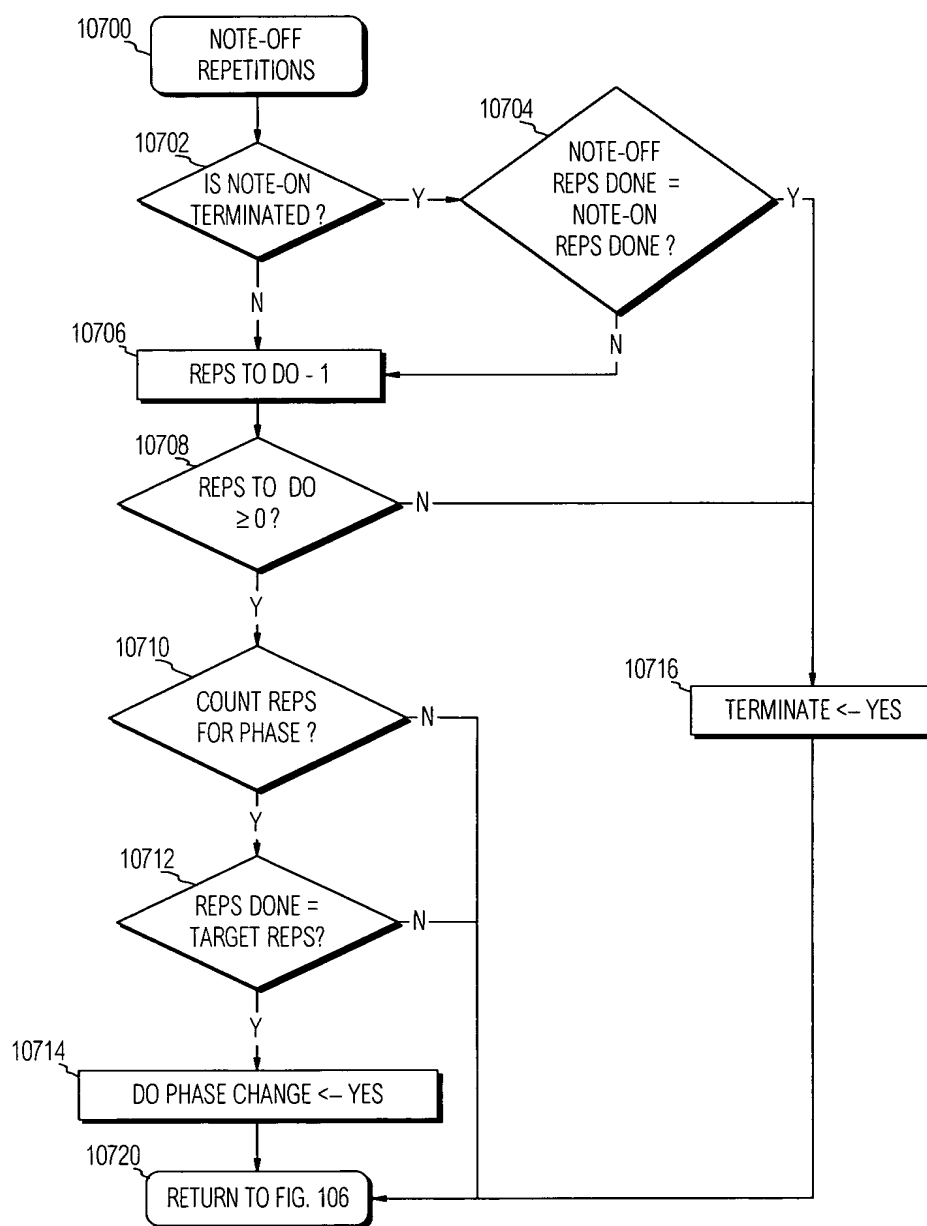 10700
NOTE-OFF
REPETITIONS
10702
IS NOTE-ON
TERMINATED ?
Y
10704
NOTE-OFF
REPS DONE =
NOTE-ON
REPS DONE ?
Y
N
N
10706
REPS TO DO - 1
10708
REPS TO DO
≥ 0 ?
N
Y
10710
COUNT REPS
FOR PHASE ?
N
10716
TERMINATE <– YES
Y
10712
REPS DONE =
TARGET REPS?
N
Y
10714
DO PHASE CHANGE <– YES
10720
RETURN TO FIG. 106